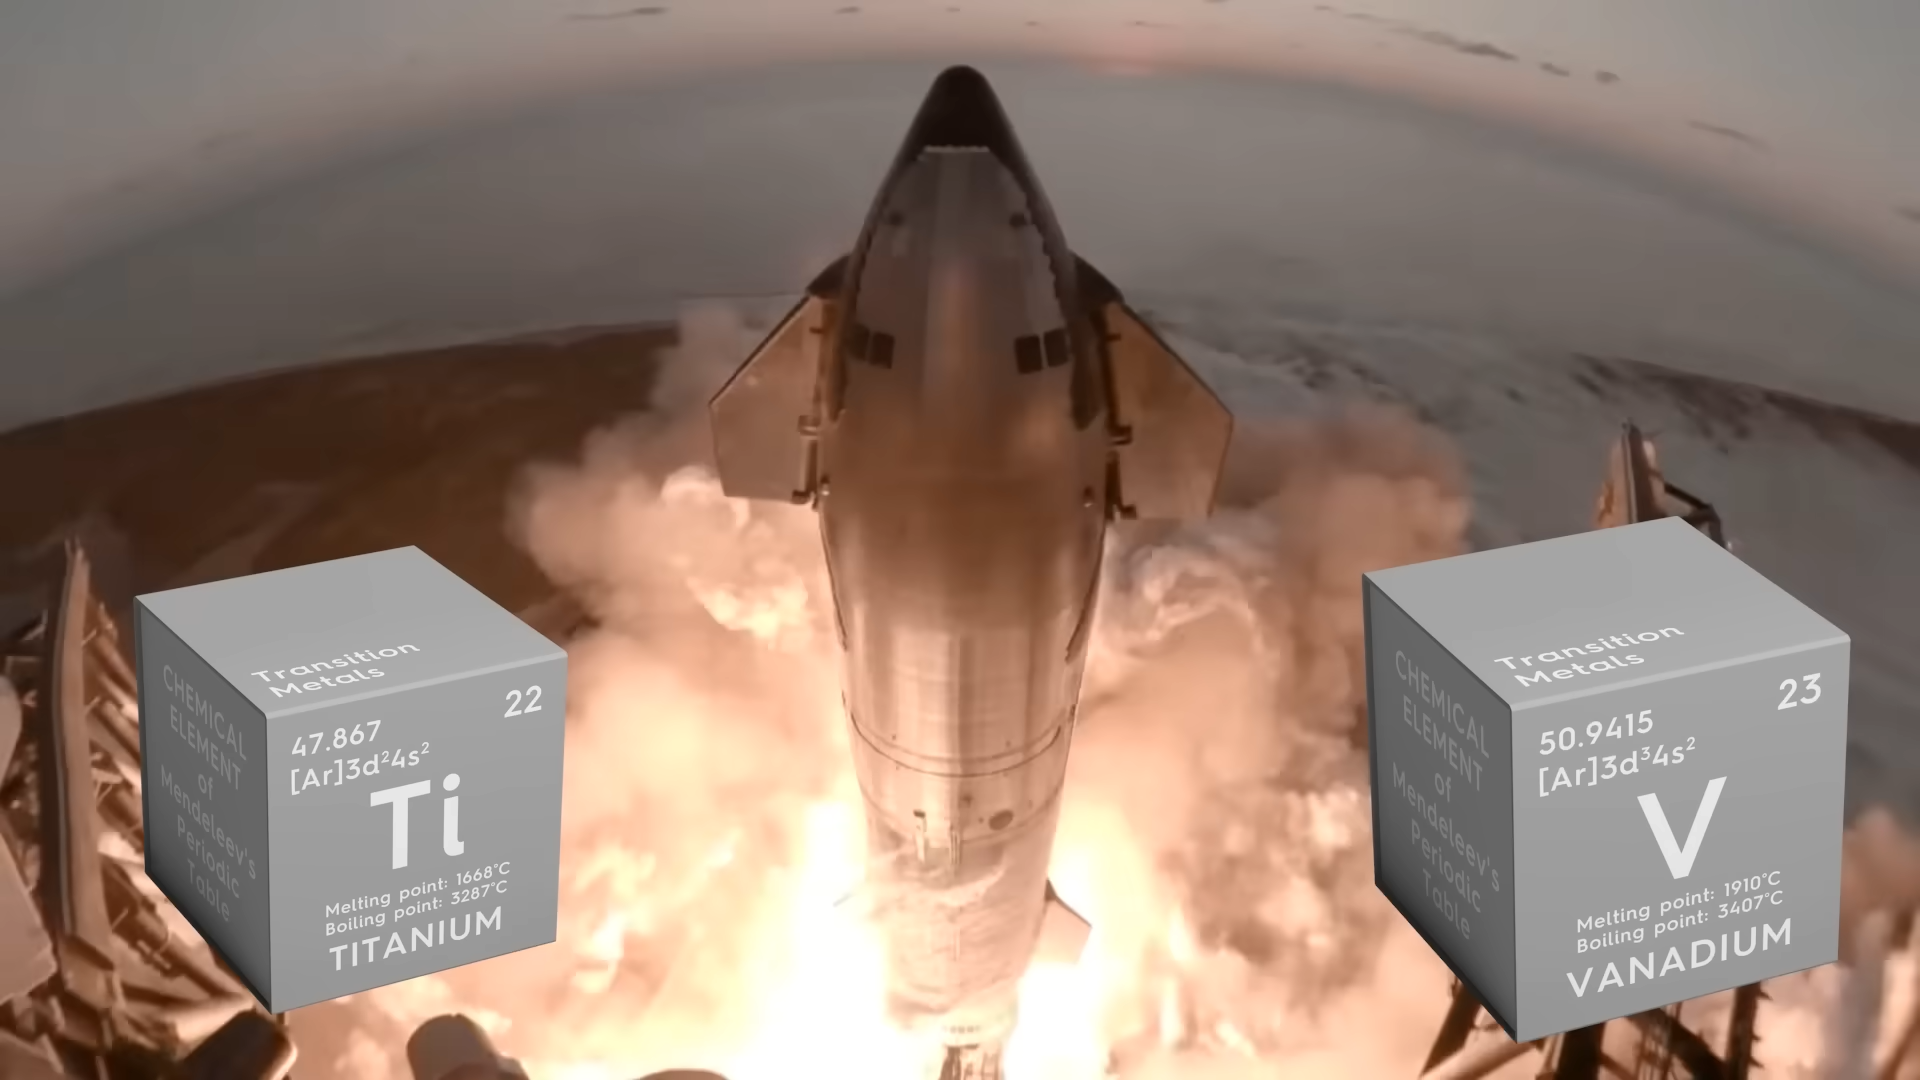 Transition
Metals
CHEMICAL
ELEMENT
of
Mendeleev's
Periodic
Table
22
47.867
[Ar]3d²4s²
Ti
Melting point: 1668°C
Boiling point: 3287°C
TITANIUM
Transition
Metals
CHEMICAL
ELEMENT
of
Mendeleev's
Periodic
Table
23
50.9415
[Ar]3d³4s²
V
Melting point: 1910°C
Boiling point: 3407°C
VANADIUM